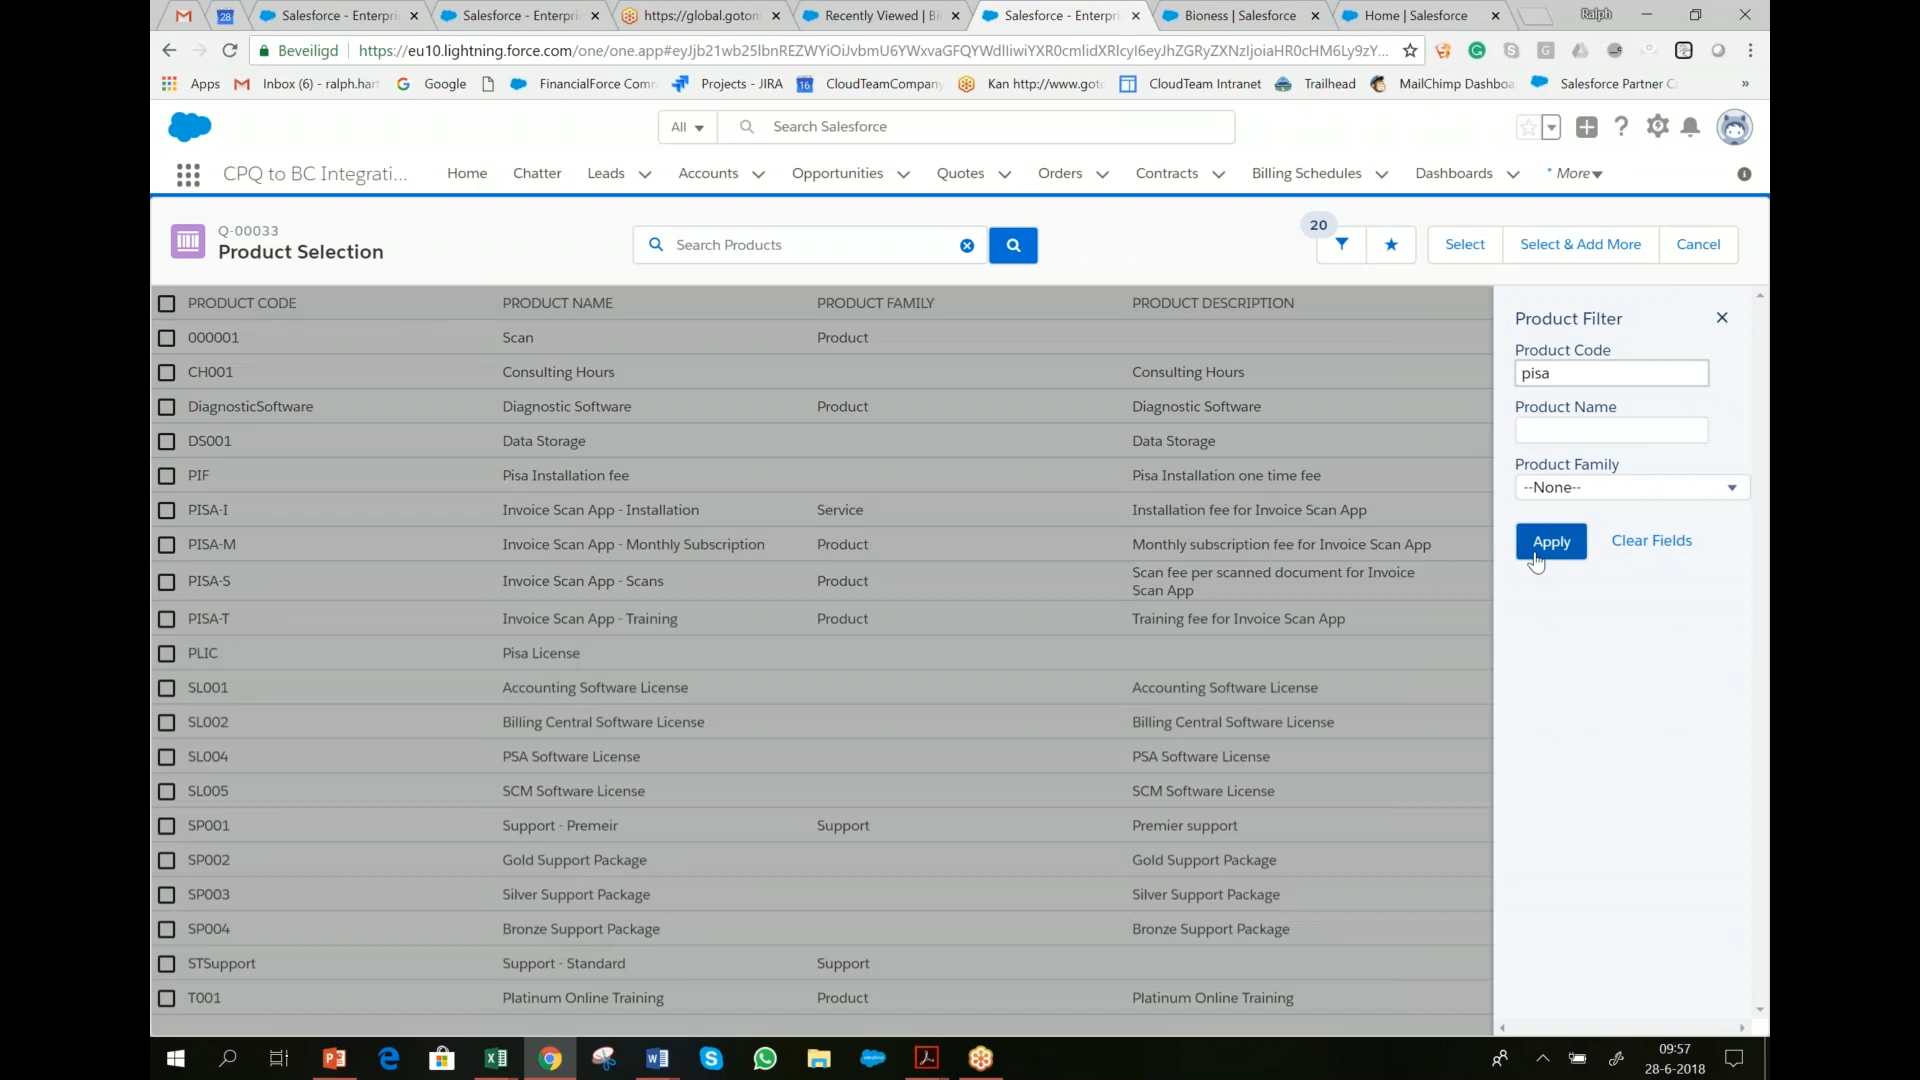 28
Salesforce - Enterpri
Salesforce - Enterpri
https://global.gotom
Recently Viewed | Bi
Salesforce - Enterpri
Bioness | Salesforce
Home | Salesforce
Ralph
Beveiligd
Apps
Inbox (6) - ralph.hart
Google
FinancialForce Comm
Projects - JIRA
16
CloudTeamCompany
Kan http://www.goto
CloudTeam Intranet
Trailhead
MailChimp Dashboa
Salesforce Partner C
»
All
Search Salesforce
CPQ to BC Integrati...
Home
Chatter
Leads
Accounts
Opportunities
Quotes
Orders
Contracts
Billing Schedules
Dashboards
* More
Q-00033
Product Selection
Search Products
20
Select
Select & Add More
Cancel
PRODUCT CODE PRODUCT NAME PRODUCT FAMILY PRODUCT DESCRIPTION
000001 Scan Product
CH001 Consulting Hours Consulting Hours
DiagnosticSoftware Diagnostic Software Product Diagnostic Software
DS001 Data Storage Data Storage
PIF Pisa Installation fee Pisa Installation one time fee
PISA-I Invoice Scan App - Installation Service Installation fee for Invoice Scan App
PISA-M Invoice Scan App - Monthly Subscription Product Monthly subscription fee for Invoice Scan App
PISA-S Invoice Scan App - Scans Product Scan fee per scanned document for Invoice
Scan App
PISA-T Invoice Scan App - Training Product Training fee for Invoice Scan App
PLIC Pisa License
SL001 Accounting Software License Accounting Software License
SL002 Billing Central Software License Billing Central Software License
SL004 PSA Software License PSA Software License
SL005 SCM Software License SCM Software License
SP001 Support - Premeir Support Premier support
SP002 Gold Support Package Gold Support Package
SP003 Silver Support Package Silver Support Package
SP004 Bronze Support Package Bronze Support Package
STSupport Support - Standard Support
T001 Platinum Online Training Product Platinum Online Training
Product Filter
Product Code
pisa
Product Name
Product Family
--None--
Apply
Clear Fields
09:57
28-6-2018